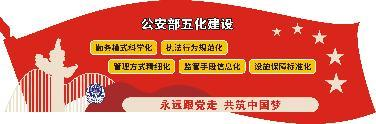 公安部五化建设
勤务模式科学化 执法行为规范化
管理方式精细化 监管手段信息化 设施保障标准化
永远跟党走 共筑中国梦